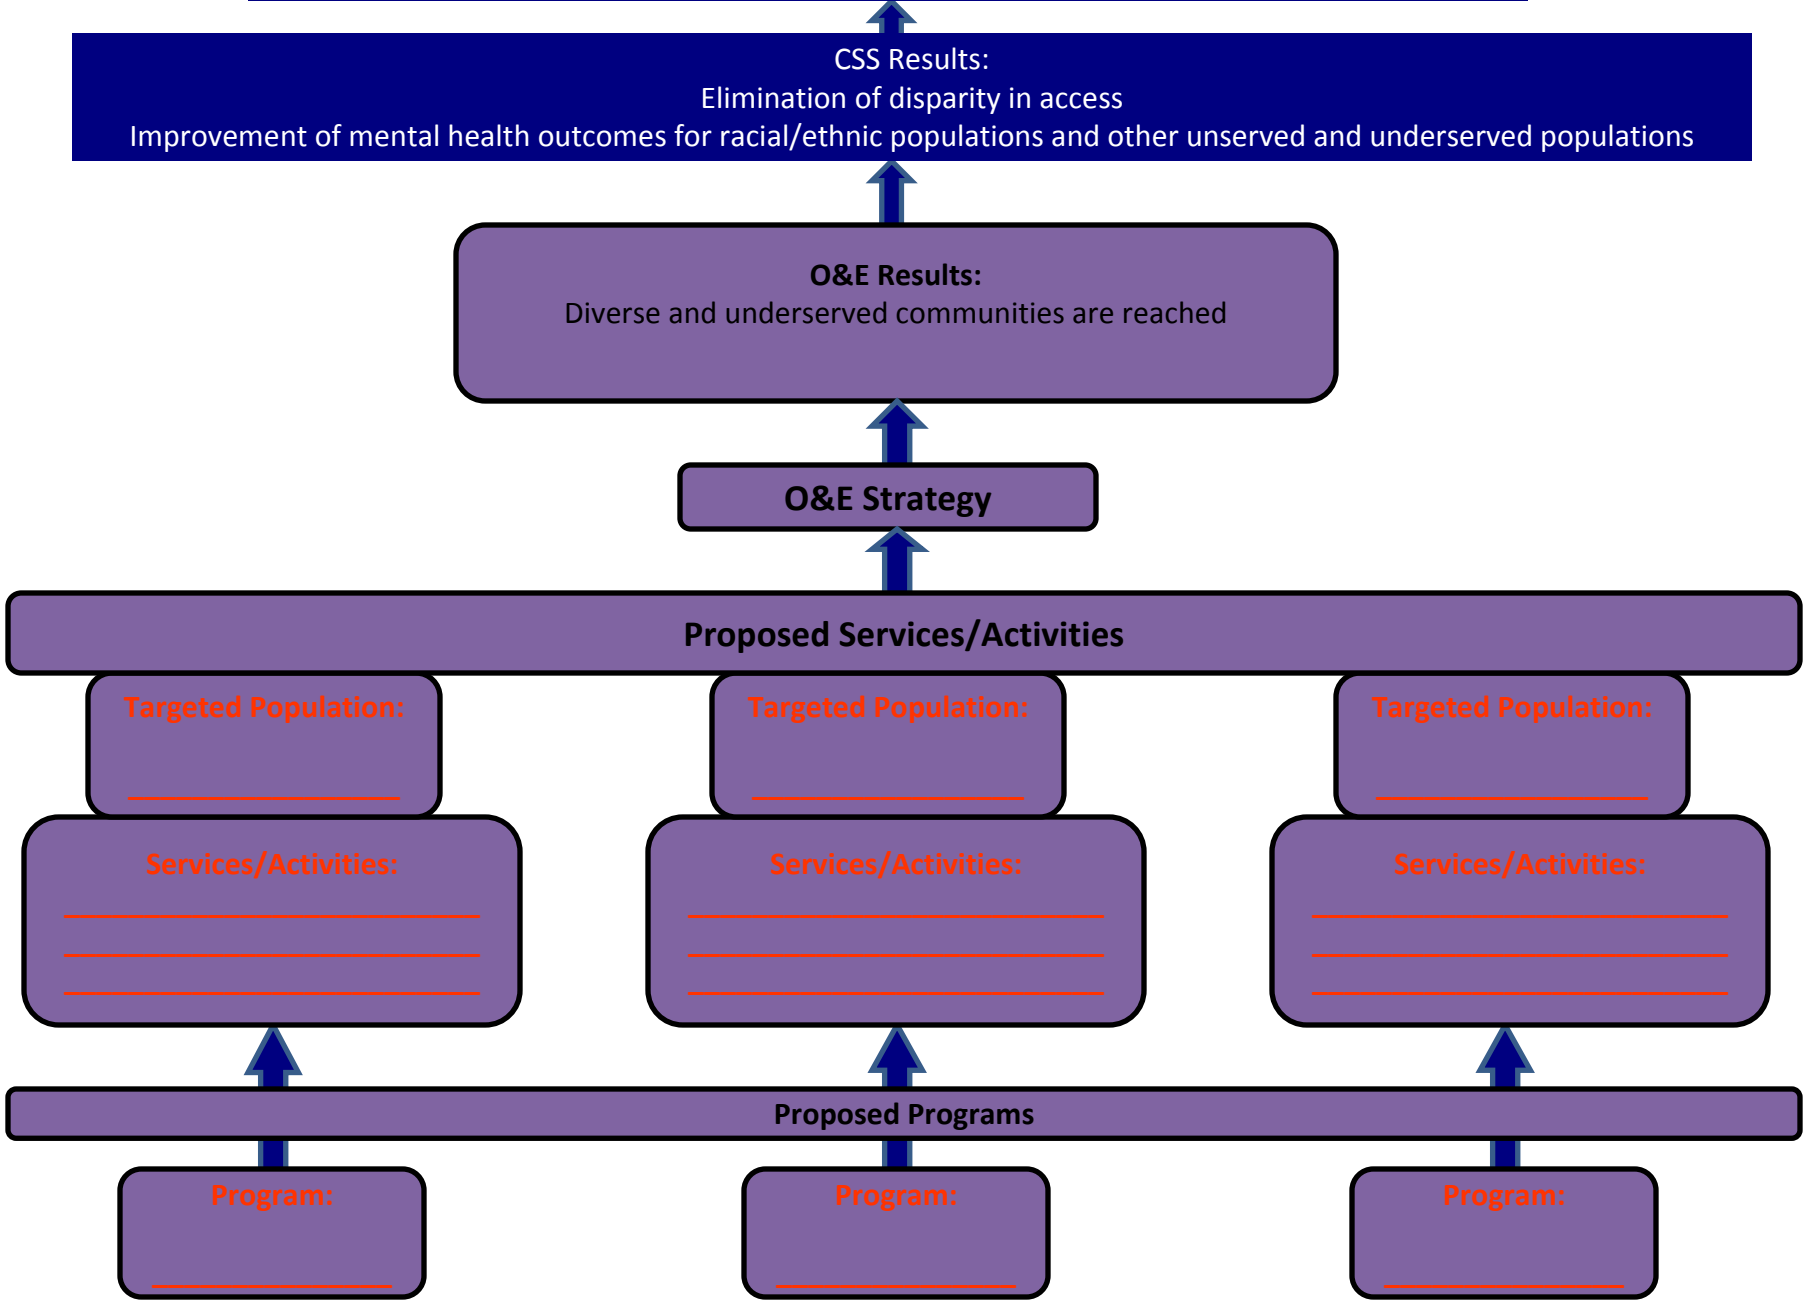 CSS Results:
Elimination of disparity in access
Improvement of mental health outcomes for racial/ethnic populations and other unserved and underserved populations
O&E Results:
Diverse and underserved communities are reached
O&E Strategy
Proposed Services/Activities
Targeted Population:
Targeted Population:
Targeted Population:
Services/Activities:
Services/Activities:
Services/Activities:
Proposed Programs
Program:
Program:
Program: